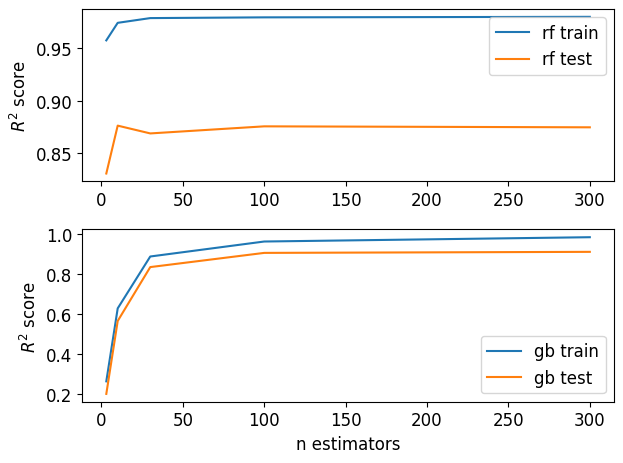 0.95
0.90
0.85
R² score
rf train
rf test
0 50 100 150 200 250 300
1.0
0.8
0.6
0.4
0.2
R² score
gb train
gb test
0 50 100 150 200 250 300
n estimators